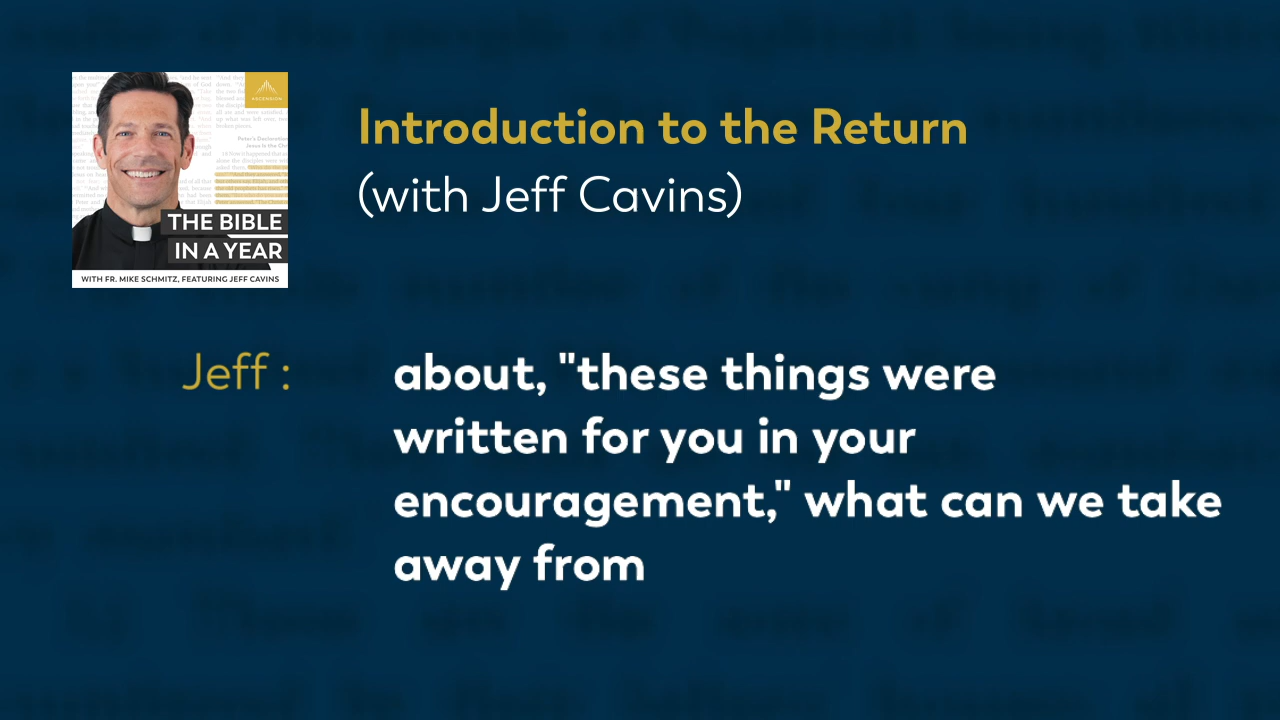 ASCENSION
THE BIBLE
IN A YEAR
WITH FR. MIKE SCHMITZ, FEATURING JEFF CAVINS
Introduction to the Return
(with Jeff Cavins)
Jeff :
about, "these things were
written for you in your
encouragement," what can we take
away from